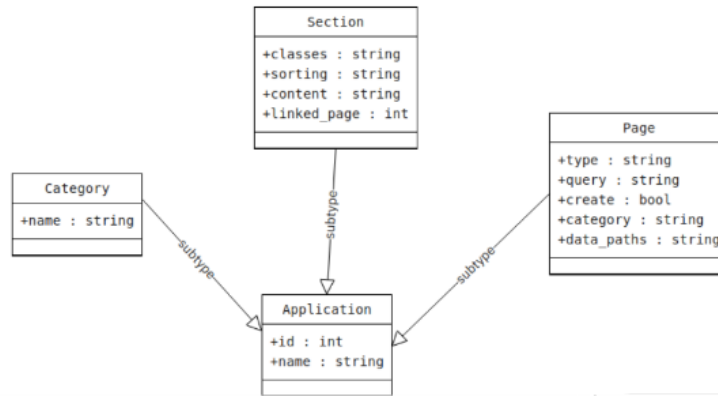 Section
+classes : string
+sorting : string
+content : string
+linked_page : int
Page
+type : string
+query : string
+create : bool
+category : string
+data_paths : string
Category
+name : string
subtype
subtype
subtype
Application
+id : int
+name : string